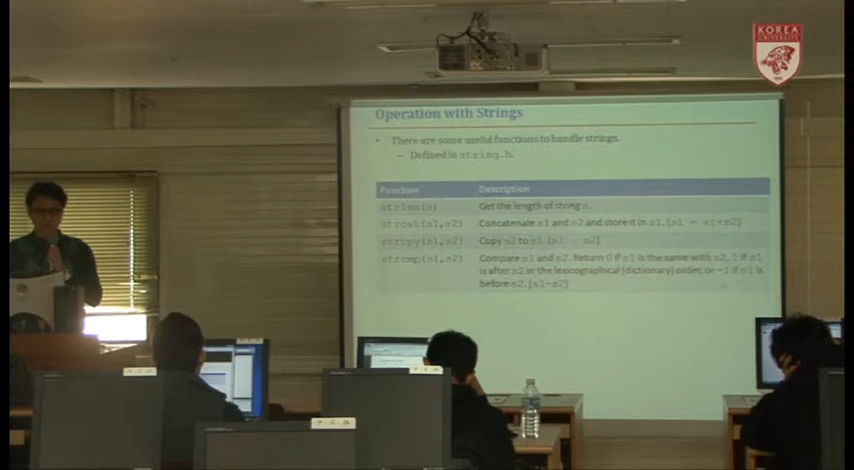 KOREA
UNIVERSITY
Operation with Strings
• There are some useful functions to handle strings.
– Defined in string.h.
Function Description
strlen(s) Get the length of string s.
strcat(s1,s2) Concatenate s1 and s2 and store it in s1.(s1 = s1+s2)
strcpy(s1,s2) Copy s2 to s1.(s1 = s2)
strcmp(s1,s2) Compare s1 and s2. Return 0 if s1 is the same with s2, 1 if s1
is after s2 in the lexicographical (dictionary) order, or −1 if s1 is
before s2.(s1-s2)